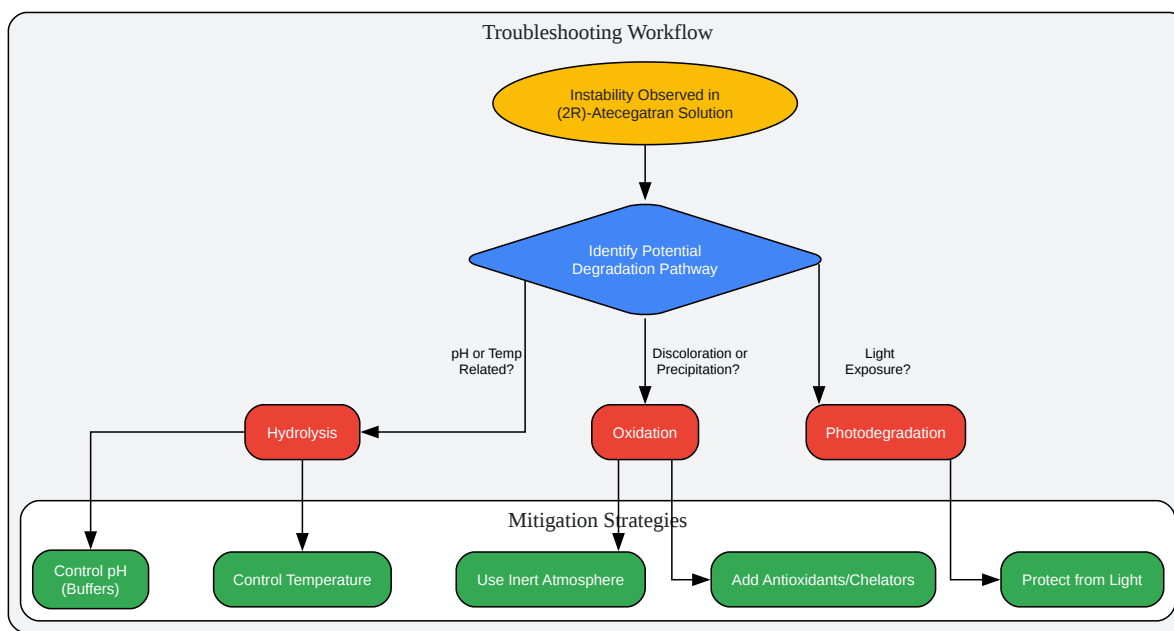 Troubleshooting Workflow
Instability Observed in
(2R)-Atecegatran Solution
Identify Potential
Degradation Pathway
pH or Temp
Related?
Discoloration or
Precipitation?
Light
Exposure?
Hydrolysis
Oxidation
Photodegradation
Mitigation Strategies
Control pH
(Buffers)
Control Temperature
Use Inert Atmosphere
Add Antioxidants/Chelators
Protect from Light